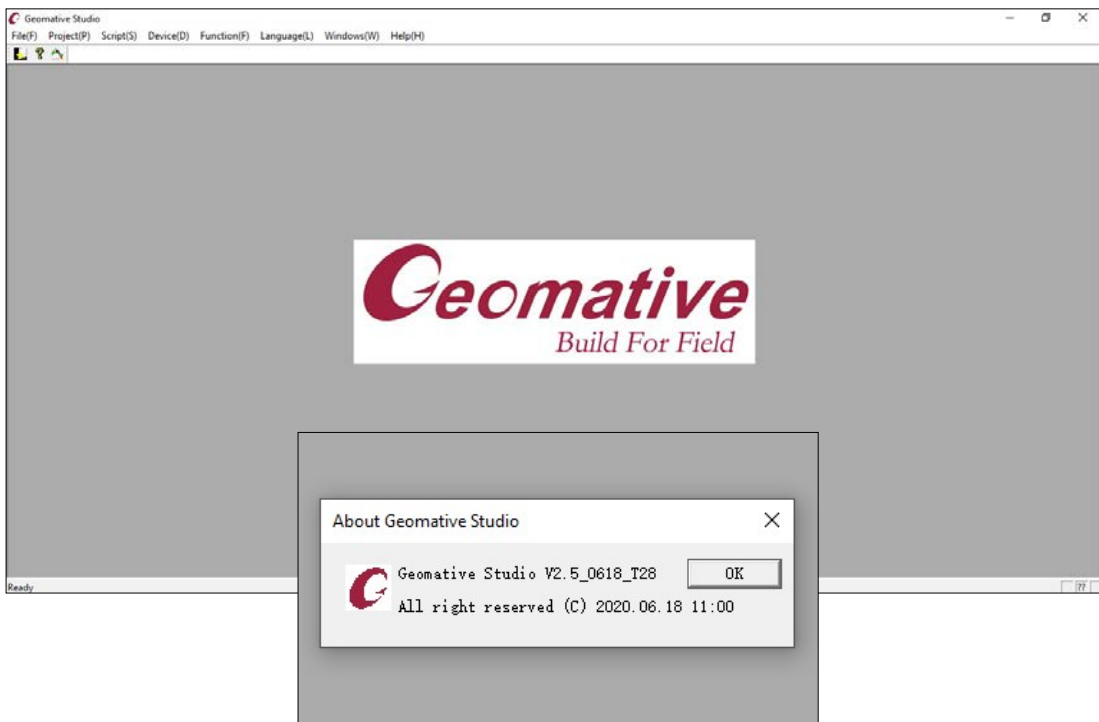 Geomative Studio
File(F) Project(P) Script(S) Device(D) Function(F) Language(L) Windows(W) Help(H)
Geomative
Build For Field
About Geomative Studio
Geomative Studio V2.5_0618_T28 OK
All right reserved (C) 2020.06.18 11:00
Ready